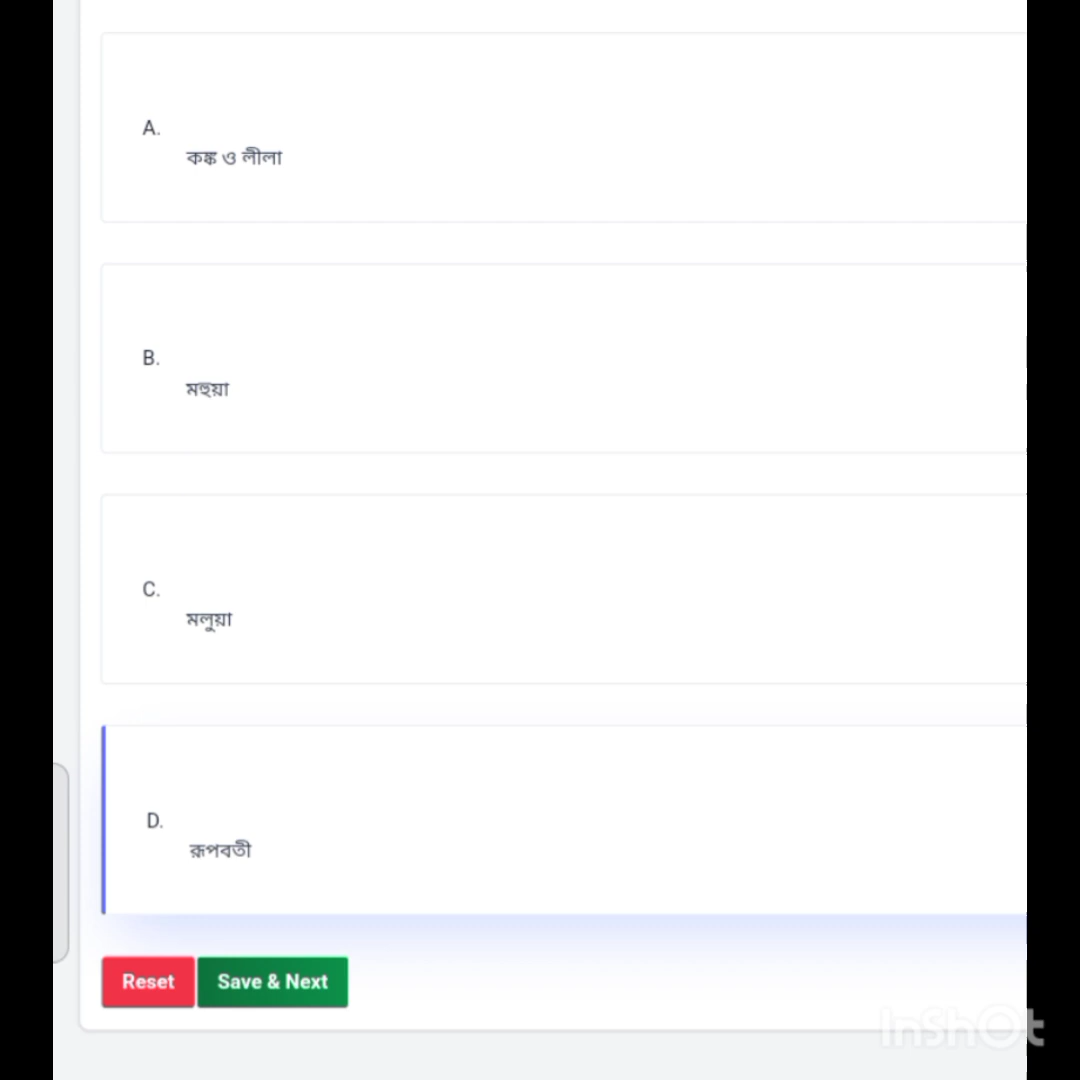 A.
কঙ্ক ও লীলা
B.
মহুয়া
C.
মলুয়া
D.
রূপবতী
Reset Save & Next
InShOt